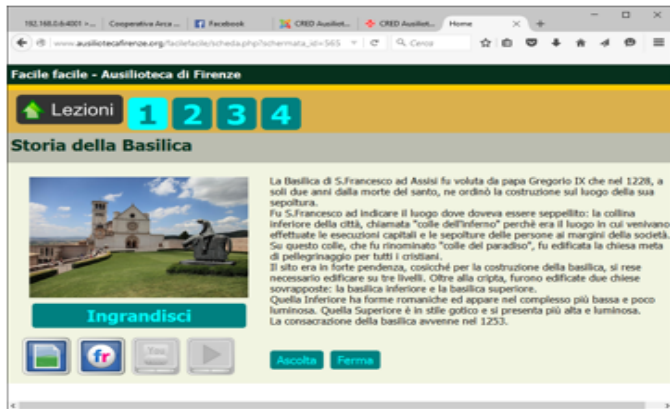 192.168.0.6:4001 > ...
Cooperativa Arca ...
Facebook
CRED Ausiliot...
CRED Ausiliot...
Home
www.ausiliotecafirenze.org/facilefacile/scheda.php?schermata_id=565
Cerca
Facile facile - Ausilioteca di Firenze
Lezioni 1 2 3 4
Storia della Basilica
La Basilica di S.Francesco ad Assisi fu voluta da papa Gregorio IX che nel 1228, a
soli due anni dalla morte del santo, ne ordinò la costruzione sul luogo della sua
sepoltura.
Fu S.Francesco ad indicare il luogo dove doveva essere seppellito: la collina
inferiore della città, chiamata "colle dell'inferno" perchè era il luogo in cui venivano
effettuate le esecuzioni capitali e le sepolture delle persone ai margini della società.
Su questo colle, che fu rinominato "colle del paradiso", fu edificata la chiesa meta
di pellegrinaggio per tutti i cristiani.
Il sito era in forte pendenza, cosicché per la costruzione della basilica, si rese
necessario edificare su tre livelli. Oltre alla cripta, furono edificate due chiese
sovrapposte: la basilica inferiore e la basilica superiore.
Quella Inferiore ha forme romaniche ed appare nel complesso più bassa e poco
luminosa. Quella Superiore è in stile gotico e si presenta più alta e luminosa.
La consacrazione della basilica avvenne nel 1253.
Ingrandisci
fr
You
Ascolta
Ferma